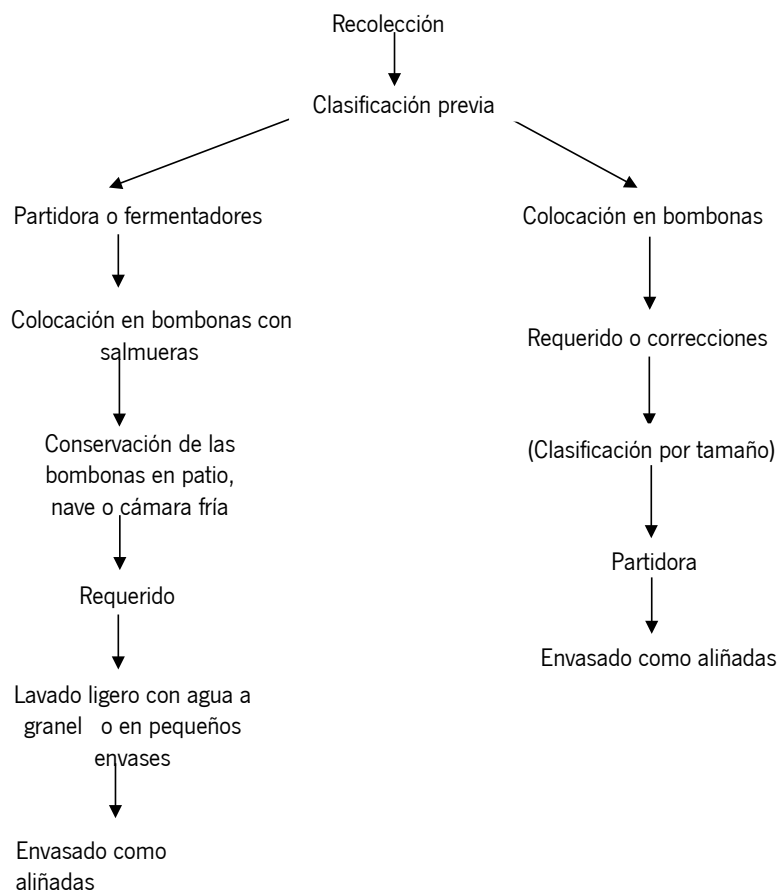 Recolección
Clasificación previa
Partidora o fermentadores
Colocación en bombonas con
salmueras
Conservación de las
bombonas en patio,
nave o cámara fría
Requerido
Lavado ligero con agua a
granel o en pequeños
envases
Envasado como
aliñadas
Colocación en bombonas
Requerido o correcciones
(Clasificación por tamaño)
Partidora
Envasado como aliñadas